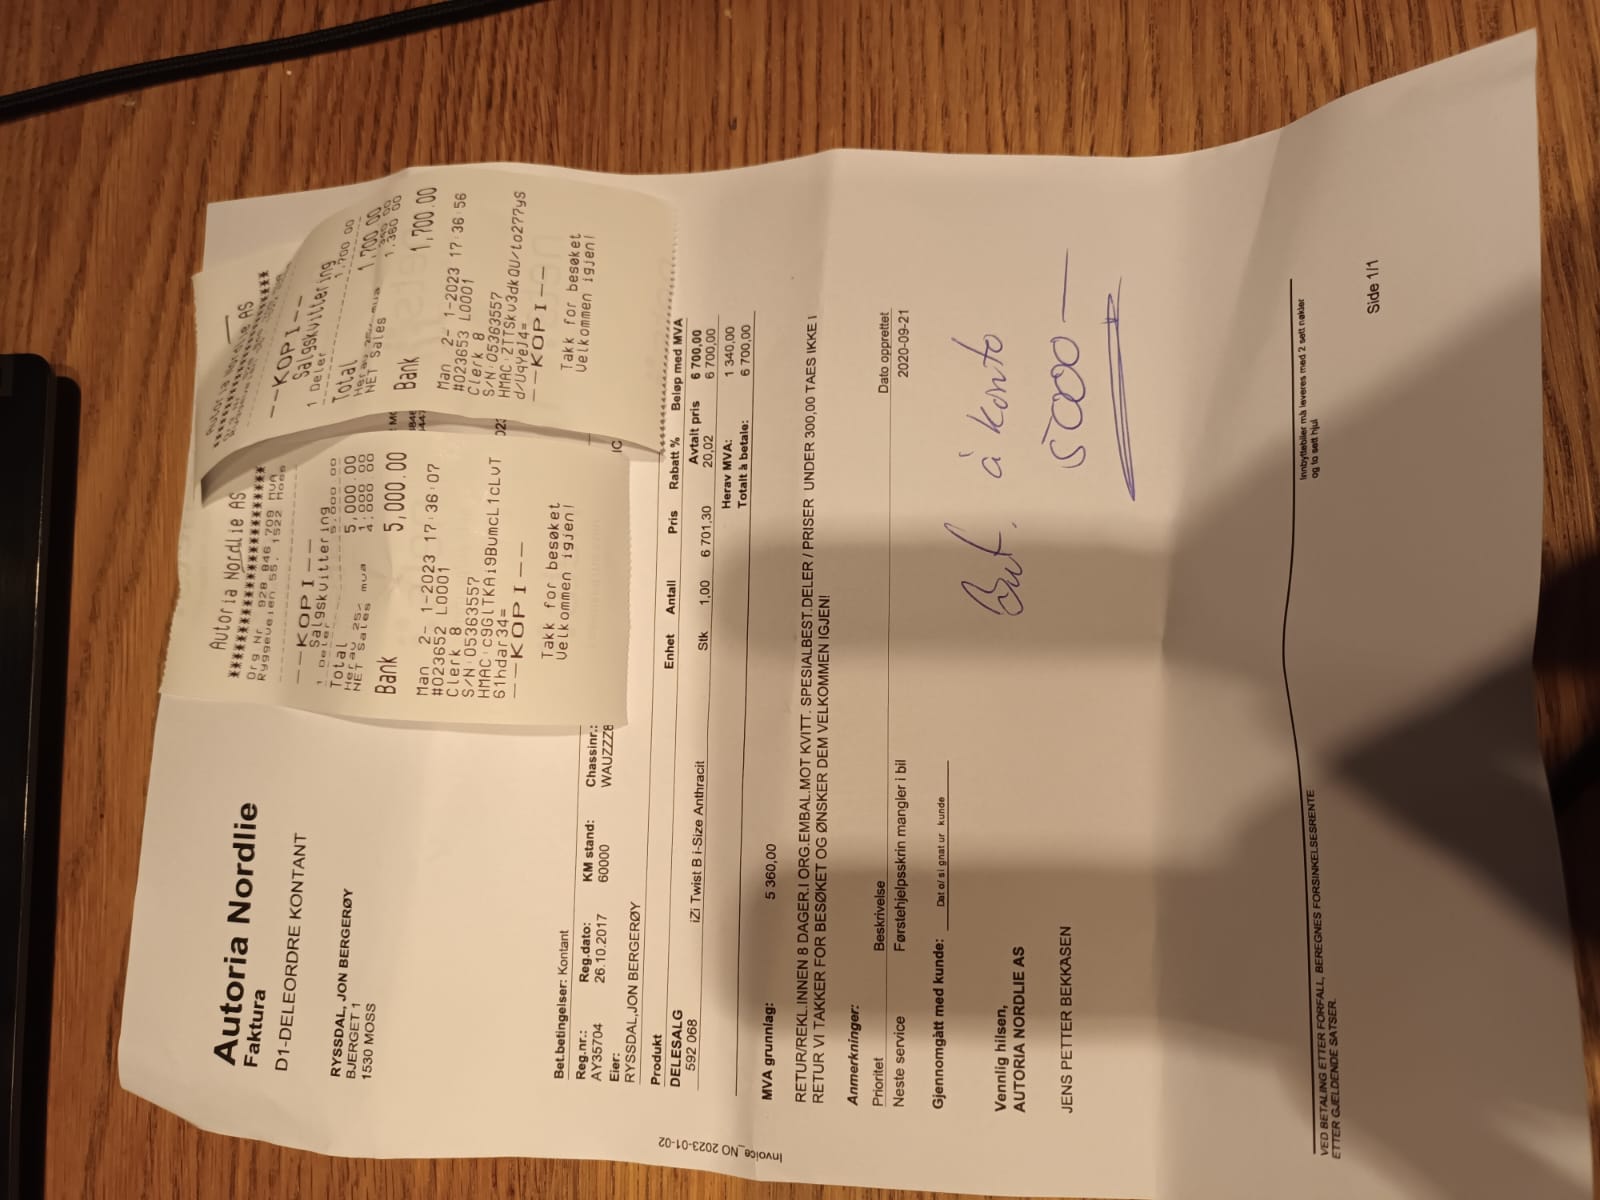 Autoria Nordlie
Faktura
D1-DELEORDRE KONTANT
RYSSDAL, JON BERGERØY
BJERGET 1
1530 MOSS
Autoria Nordlie AS
Org Nr 928 846 709 MVA
Ryggeveien 55, 1522 Moss
--KOPI--
Salgskvittering
1 Deler 5,000.00
Total 5,000.00
Herav 25% mva 1.000 00
NET Sales 4.000 00
Bank 5,000.00
Man 2- 1-2023 17:36:07
#023652 L0001
Clerk 8
S/N:05363557
61hdar34=
--KOPI--
Takk for besøket
Velkommen igjen!
Autoria Nordlie AS
--KOPI--
Salgskvittering
1 Deler 1,700 00
Total 1,700.00
Herav 25% mva 340 00
NET Sales 1.360 00
Bank 1,700.00
Man 2- 1-2023 17:36:56
#023653 L0001
Clerk 8
S/N:05363557
HMAC:ZTTSkv3dkQU/to277yS
d/UqYeJ4=
--KOPI--
Takk for besøket
Velkommen igjen!
Bet.betingelser: Kontant
Reg.nr.: Reg.dato: KM stand: Chassinr.:
AY35704 26.10.2017 60000 WAUZZZ8
Eier:
RYSSDAL,JON BERGERØY
Produkt Enhet Antall Pris Rabatt % Beløp med MVA
DELESALG Avtalt pris 6 700,00
592 068 iZi Twist B i-Size Anthracit Stk 1,00 6 701,30 20,02 6 700,00
Herav MVA: 1 340,00
Totalt å betale: 6 700,00
MVA grunnlag: 5 360,00
RETUR/REKL.INNEN 8 DAGER.I ORG.EMBAL.MOT KVITT. SPESIALBEST.DELER / PRISER UNDER 300,00 TAES IKKE I
RETUR VI TAKKER FOR BESØKET OG ØNSKER DEM VELKOMMEN IGJEN!
Anmerkninger:
Prioritet Beskrivelse Dato opprettet
Neste service Førstehjelpsskrin mangler i bil 2020-09-21
Gjennomgått med kunde:
Dato/signatur kunde
Bet. à konto
5000 —
Vennlig hilsen,
AUTORIA NORDLIE AS
JENS PETTER BEKKASEN
Invoice_NO 2023-01-02
VED BETALING ETTER FORFALL, BEREGNES FORSINKELSESRENTE
ETTER GJELDENDE SATSER.
Innbyttebiler må leveres med 2 sett nøkler
og to sett hjul.
Side 1/1